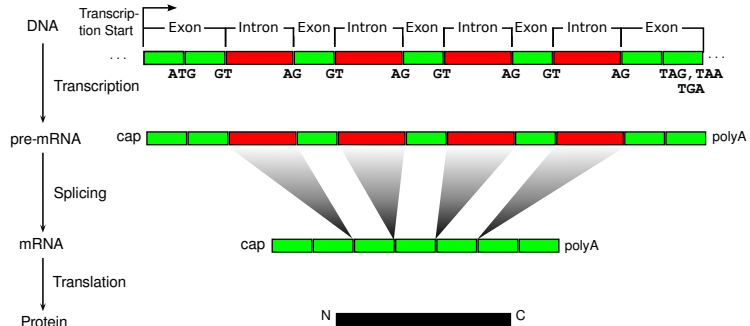 Transcrip-
tion Start
DNA
Exon Intron Exon Intron Exon Intron Exon Intron Exon
... ...
ATG GT AG GT AG GT AG GT AG TAG,TAA
TGA
Transcription
pre-mRNA cap polyA
Splicing
mRNA cap polyA
Translation
Protein N C